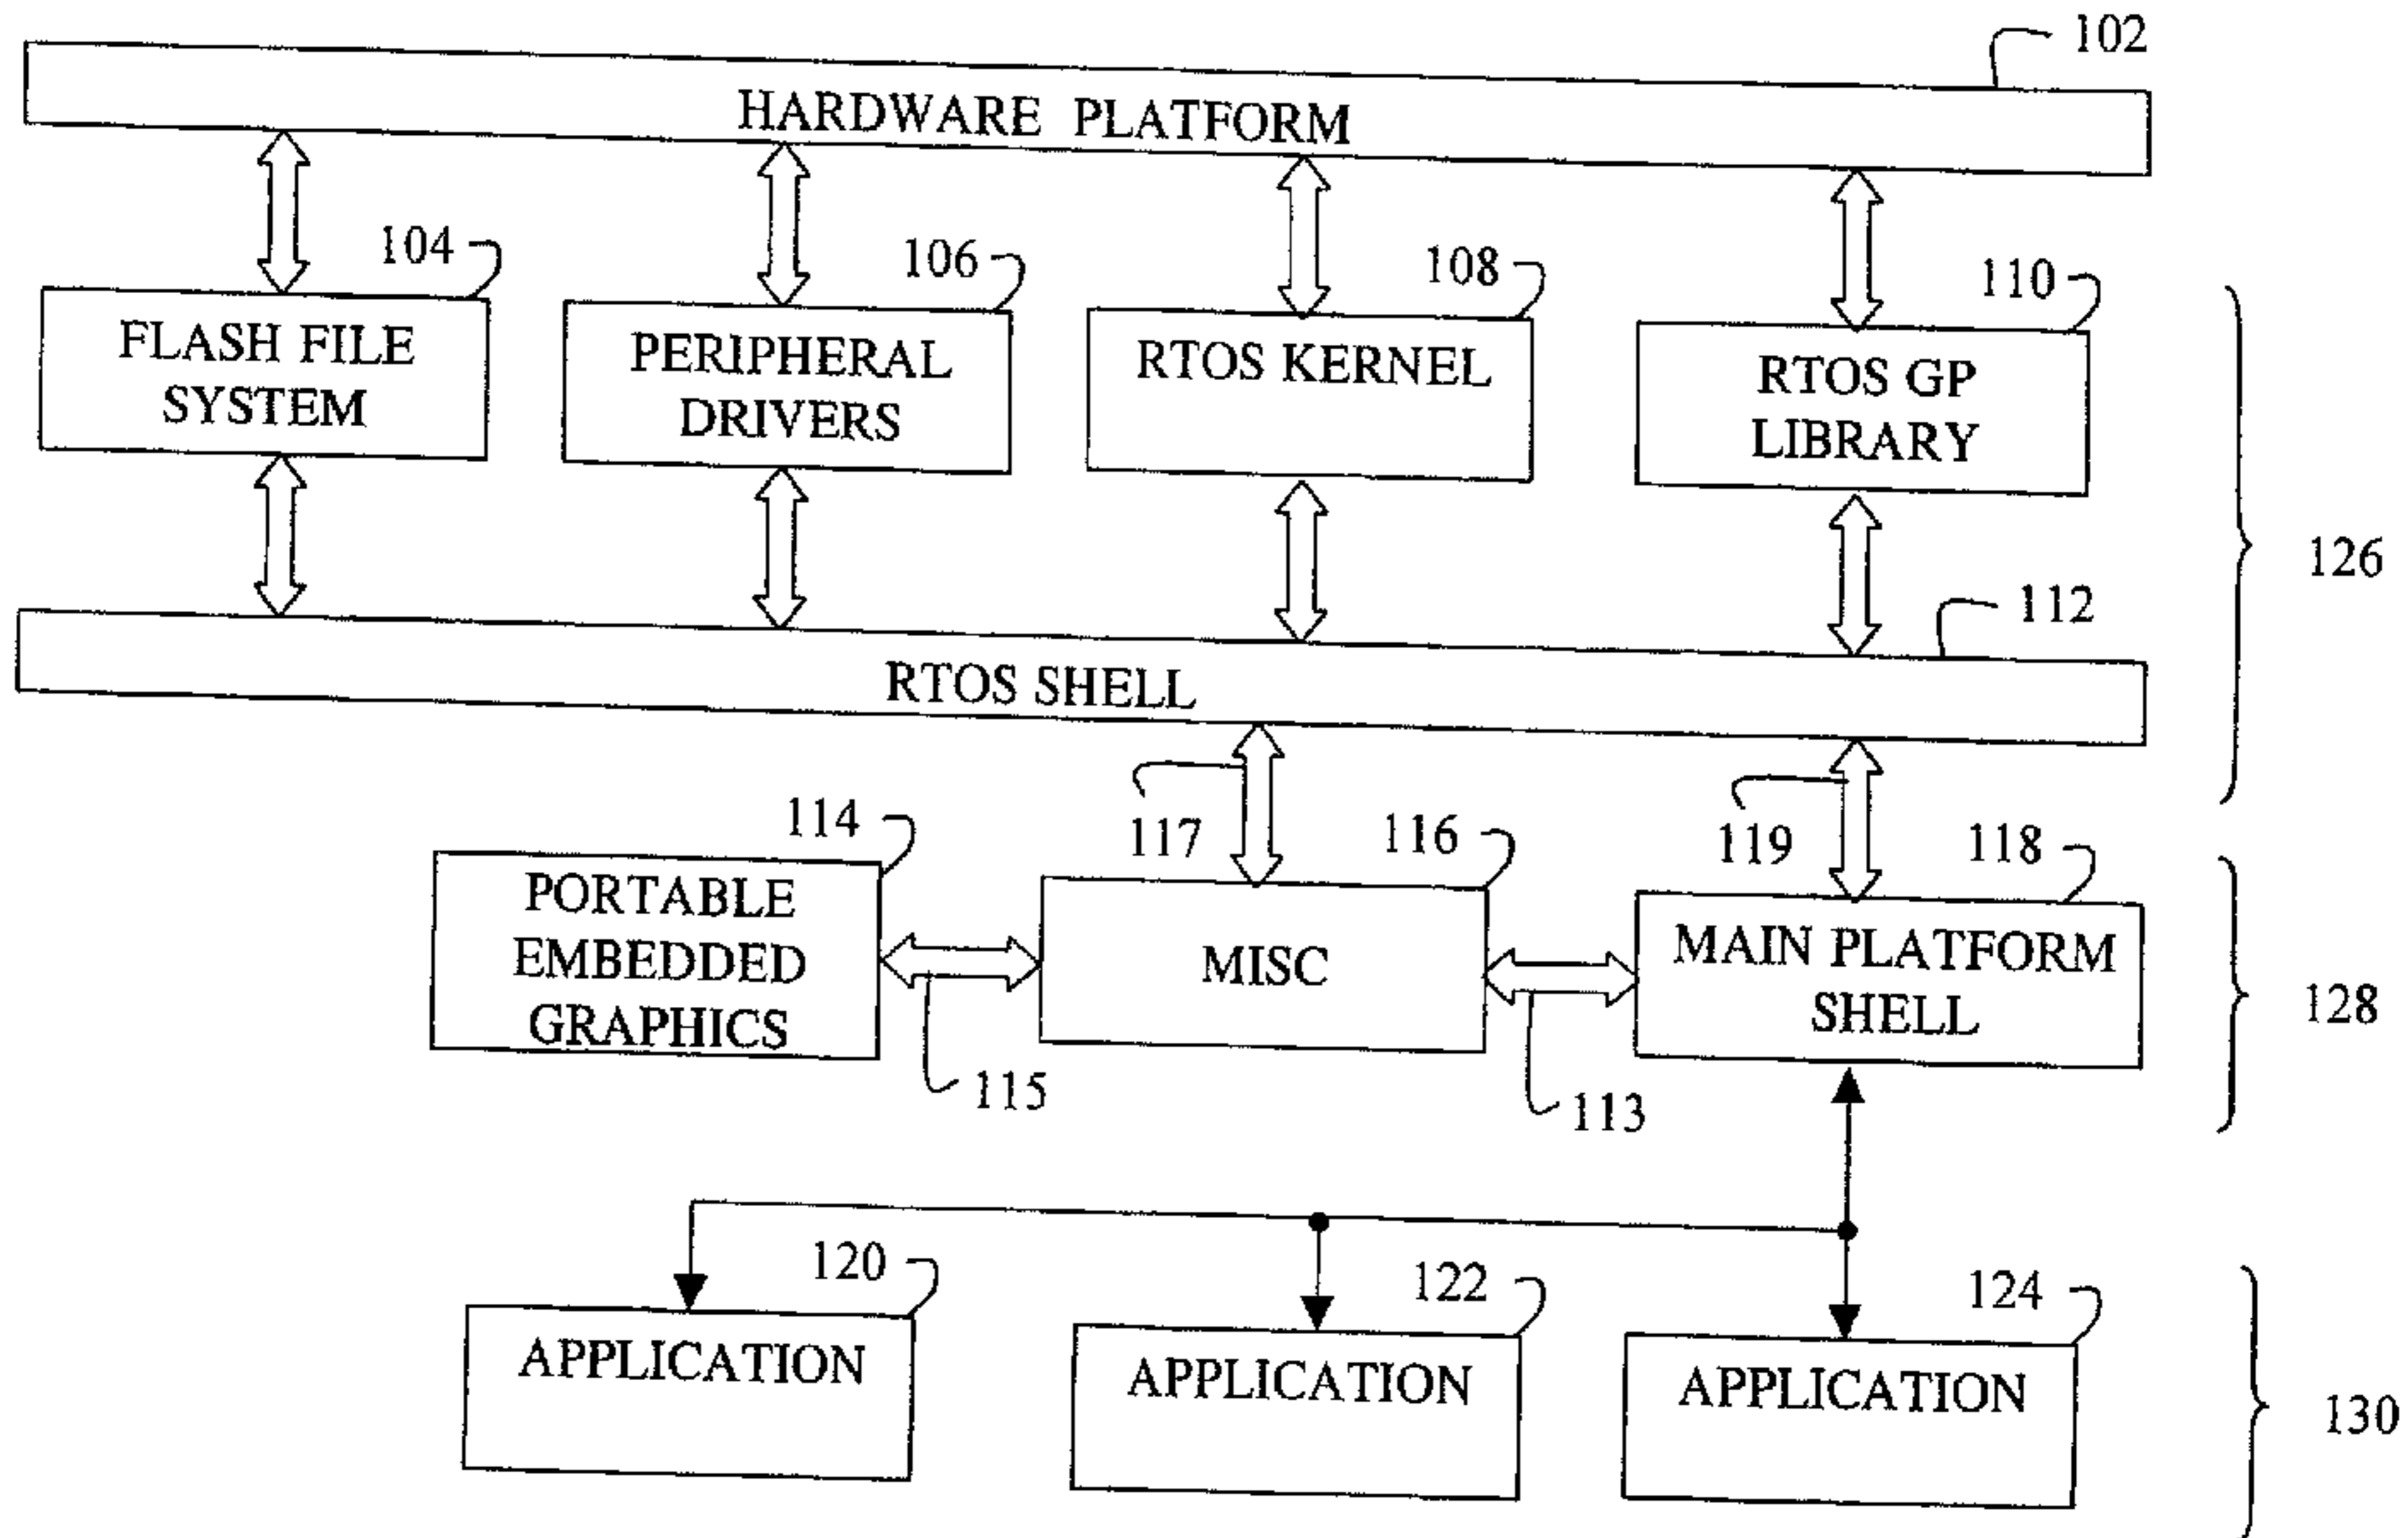 102
HARDWARE PLATFORM
104
106
108
110
FLASH FILE
SYSTEM
PERIPHERAL
DRIVERS
RTOS KERNEL
RTOS GP
LIBRARY
126
112
RTOS SHELL
117
119
114
116
118
PORTABLE
EMBEDDED
GRAPHICS
MISC
MAIN PLATFORM
SHELL
128
115
113
120
122
124
APPLICATION
APPLICATION
APPLICATION
130